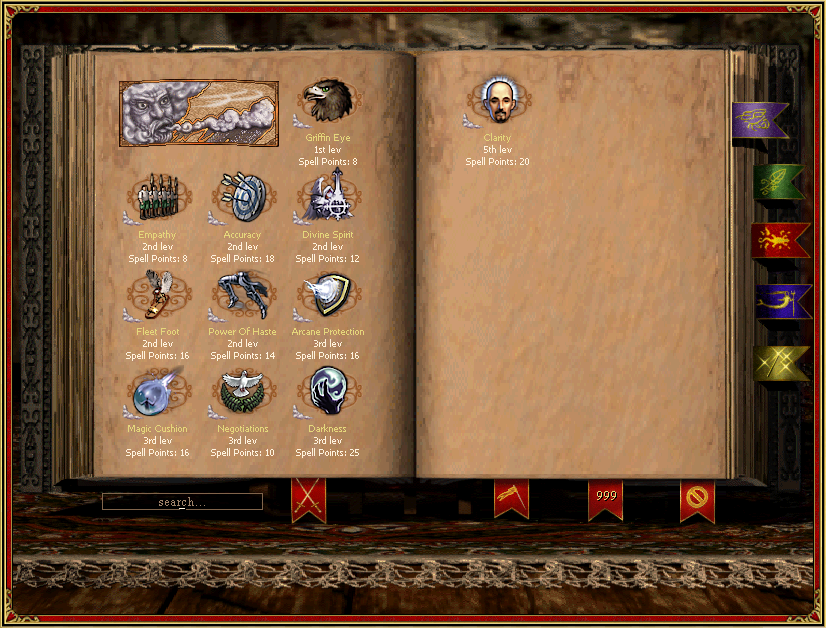 Griffin Eye
1st lev
Spell Points: 8
Empathy
2nd lev
Spell Points: 8
Accuracy
2nd lev
Spell Points: 18
Divine Spirit
2nd lev
Spell Points: 12
Fleet Foot
2nd lev
Spell Points: 16
Power Of Haste
2nd lev
Spell Points: 14
Arcane Protection
3rd lev
Spell Points: 16
Magic Cushion
3rd lev
Spell Points: 16
Negotiations
3rd lev
Spell Points: 10
Darkness
3rd lev
Spell Points: 25
Clarity
5th lev
Spell Points: 20
search...
999